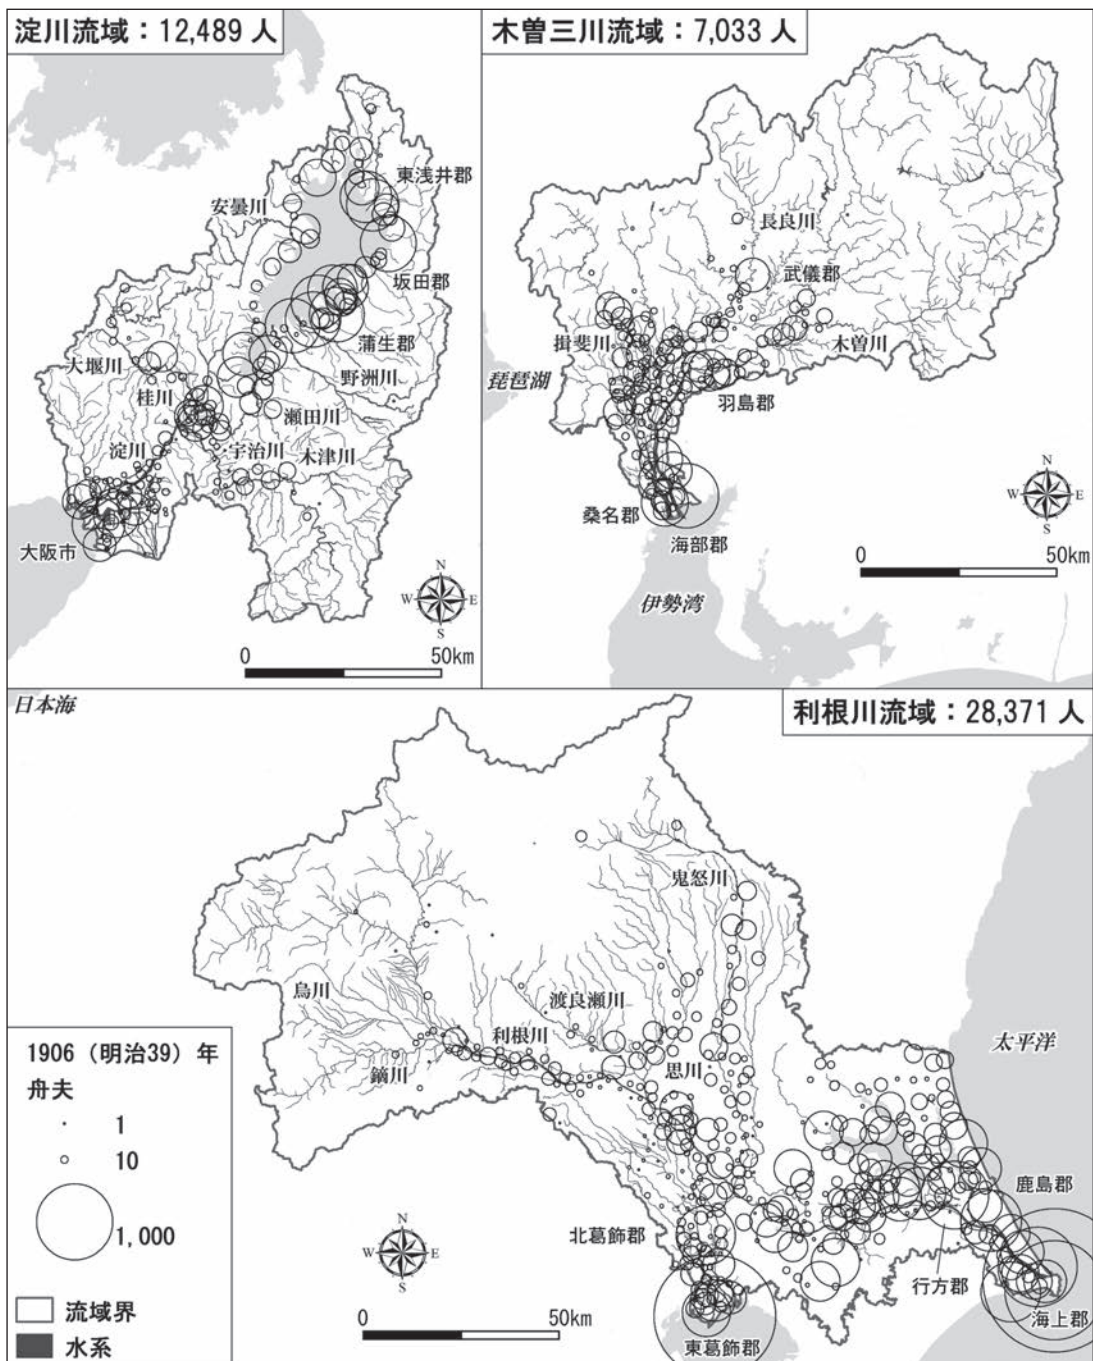 淀川流域：12,489 人
東浅井郡
安曇川
坂田郡
蒲生郡
大堰川
野洲川
桂川
瀬田川
淀川
宇治川
木津川
大阪市
N
W
E
S
0
50km
木曽三川流域：7,033 人
長良川
武儀郡
揖斐川
木曽川
琵琶湖
羽島郡
桑名郡
海部郡
伊勢湾
N
W
E
S
0
50km
日本海
利根川流域：28,371 人
鬼怒川
烏川
渡良瀬川
利根川
太平洋
鏑川
思川
鹿島郡
北葛飾郡
行方郡
海上郡
東葛飾郡
N
W
E
S
0
50km
1906（明治39）年
舟夫
1
10
1,000
流域界
水系